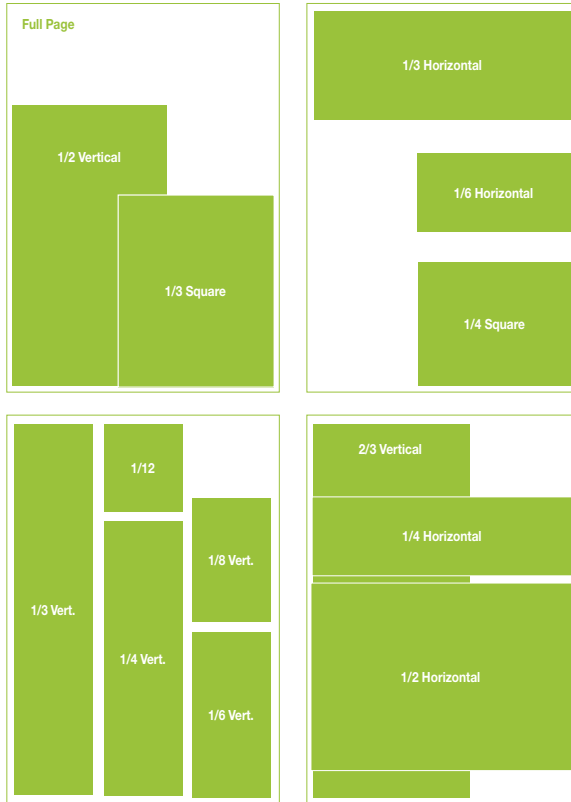 Full Page
1/2 Vertical
1/3 Square
1/3 Horizontal
1/6 Horizontal
1/4 Square
1/3 Vert.
1/12
1/4 Vert.
1/8 Vert.
1/6 Vert.
2/3 Vertical
1/4 Horizontal
1/2 Horizontal